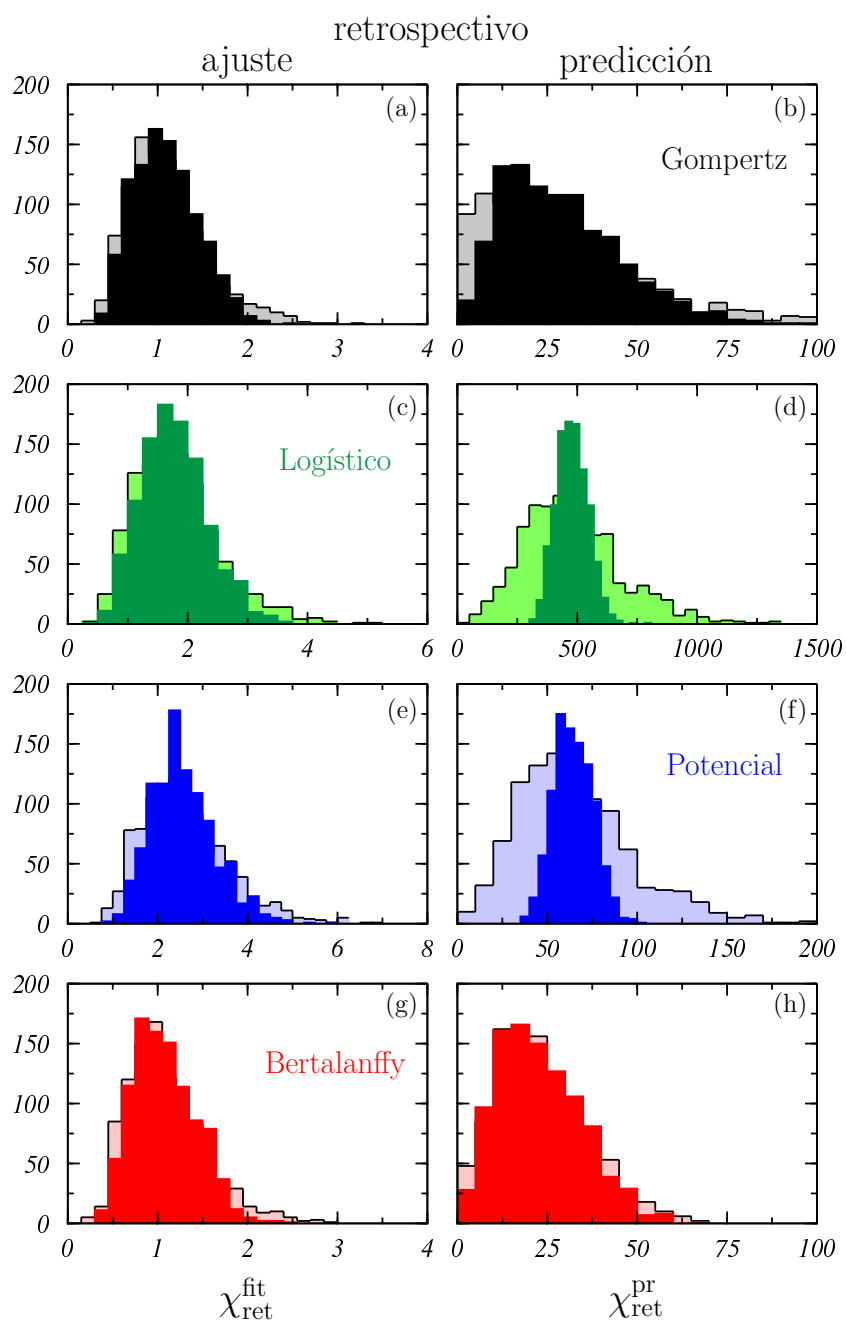 retrospectivo
ajuste predicción
200 (a) (b)
150 Gompertz
100
50
0
0 1 2 3 4 0 25 50 75 100
200 (c) (d)
150 Logístico
100
50
0
0 2 4 6 0 500 1000 1500
200 (e) (f)
150 Potencial
100
50
0
0 2 4 6 8 0 50 100 150 200
200 (g) (h)
150 Bertalanffy
100
50
0
0 1 2 3 4 0 25 50 75 100
χ^fit_ret χ^pr_ret